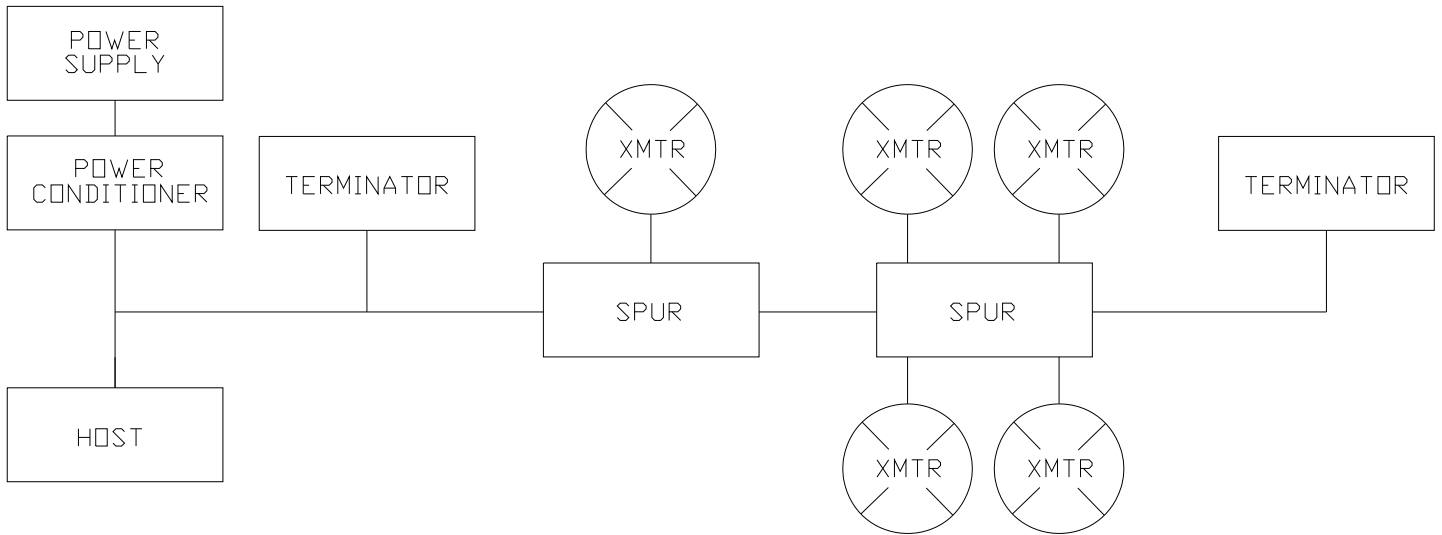 POWER
SUPPLY
POWER
CONDITIONER
TERMINATOR
XMTR
XMTR
XMTR
TERMINATOR
SPUR
SPUR
HOST
XMTR
XMTR